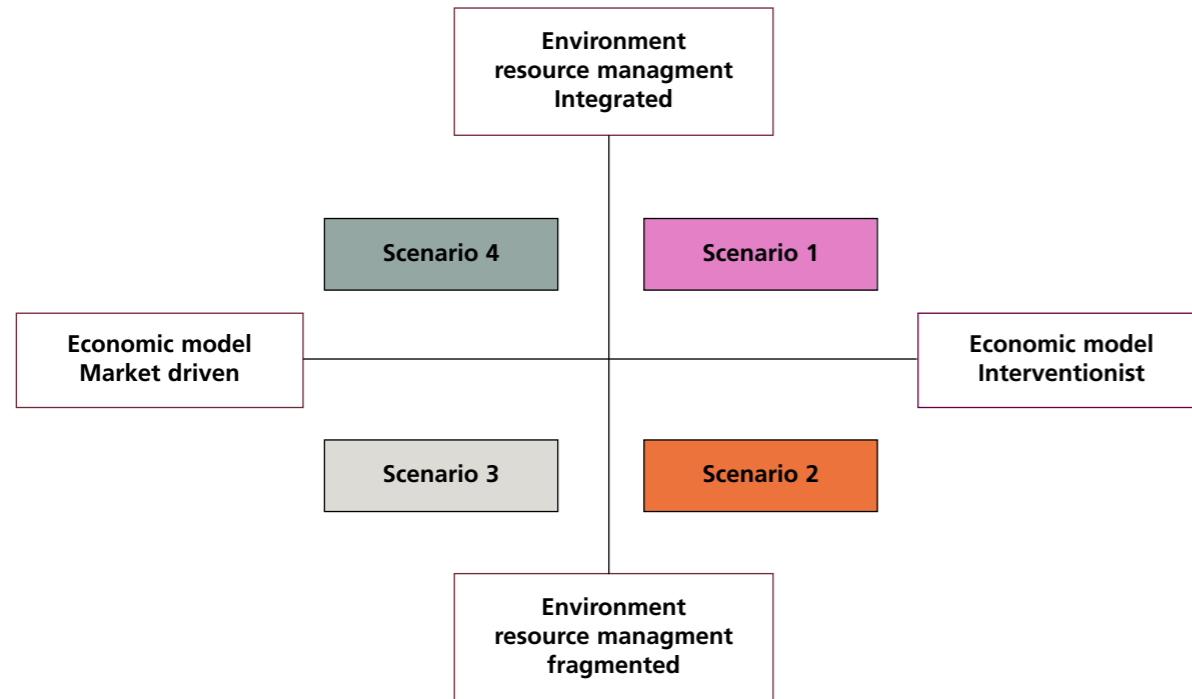 Environment
resource managment
Integrated
Scenario 4
Scenario 1
Economic model
Market driven
Economic model
Interventionist
Scenario 3
Scenario 2
Environment
resource managment
fragmented